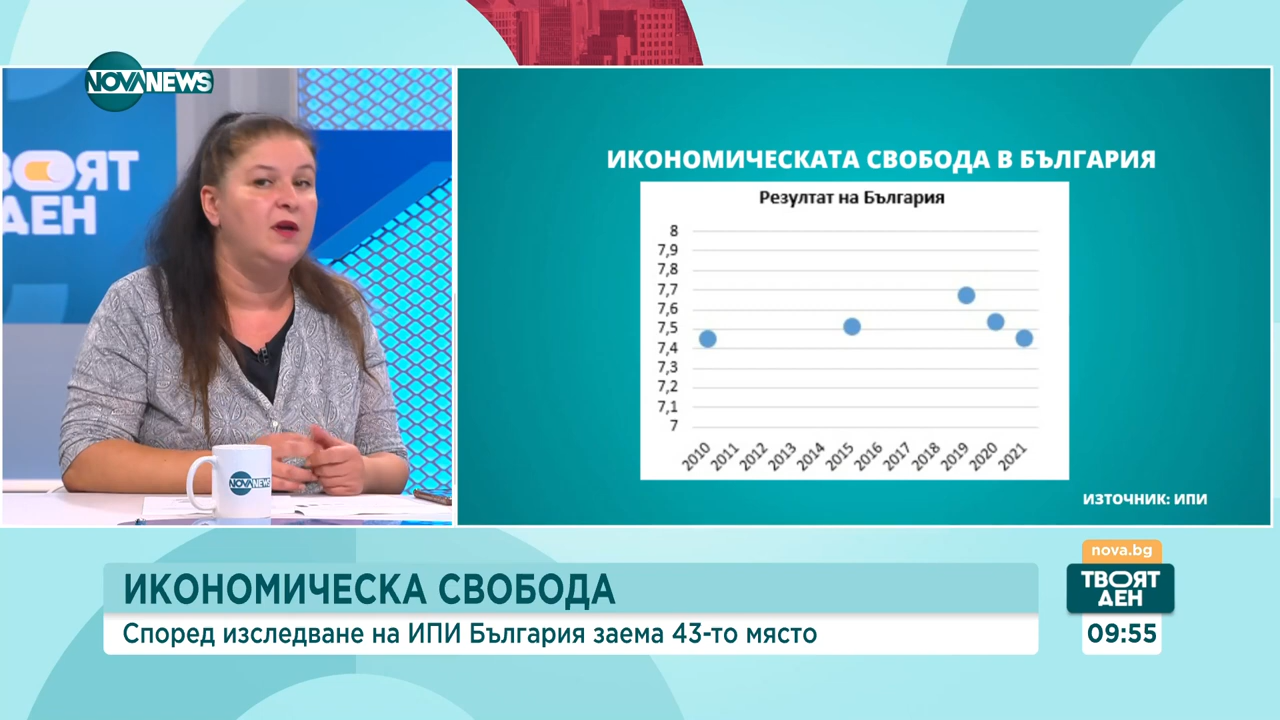 NOVA NEWS
ВОЯТ
ДЕН
NOVA NEWS
ИКОНОМИЧЕСКАТА СВОБОДА В БЪЛГАРИЯ
Резултат на България
8
7,9
7,8
7,7
7,6
7,5
7,4
7,3
7,2
7,1
7
2010 2011 2012 2013 2014 2015 2016 2017 2018 2019 2020 2021
ИЗТОЧНИК: ИПИ
ИКОНОМИЧЕСКА СВОБОДА
Според изследване на ИПИ България заема 43-то място
nova.bg
ТВОЯТ
ДЕН
09:55